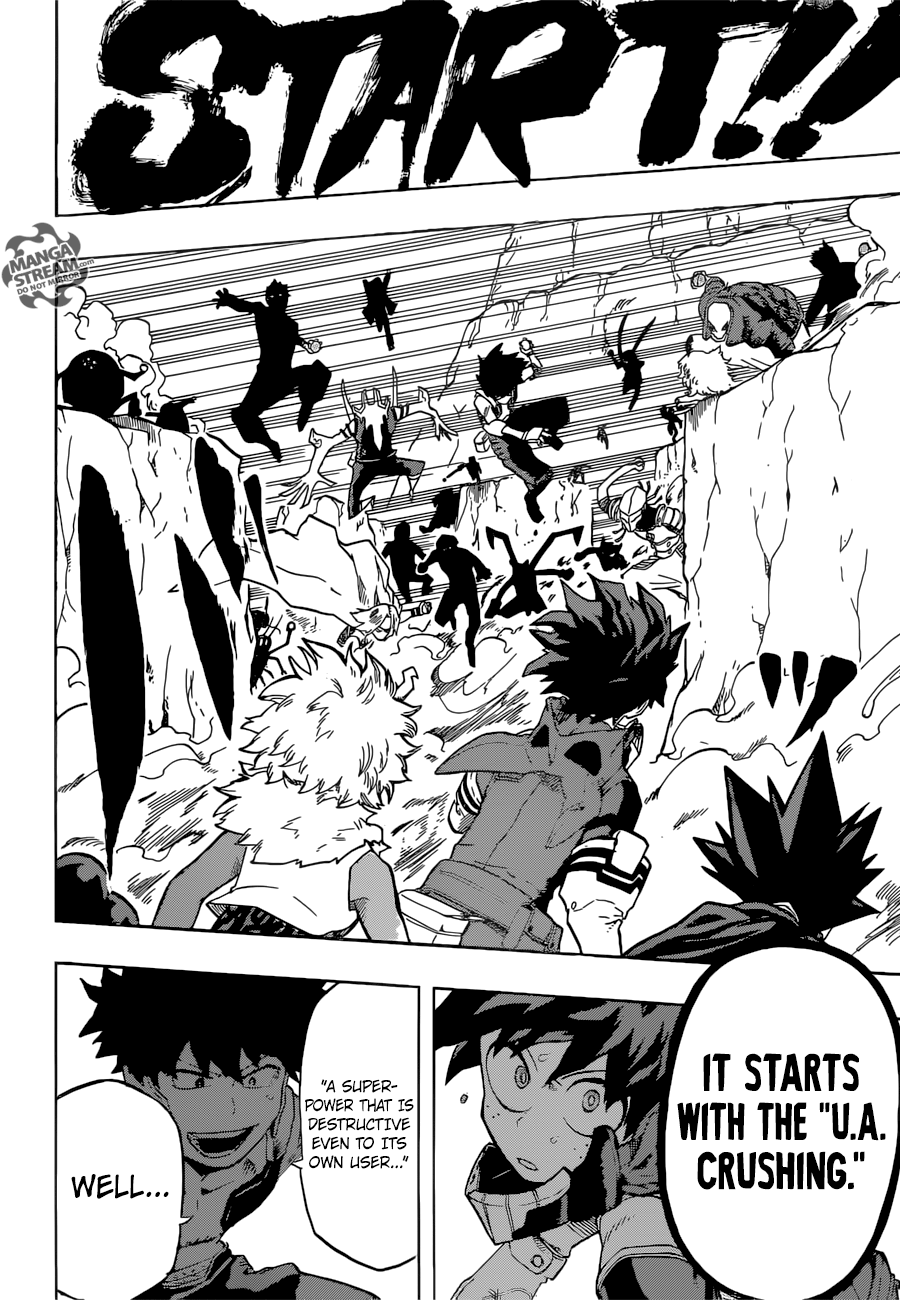 START!!
MANGA
STREAM.com
DO NOT MIRROR
IT STARTS
WITH THE "U.A.
CRUSHING."
"A SUPER-
POWER THAT IS
DESTRUCTIVE
EVEN TO ITS
OWN USER..."
WELL...